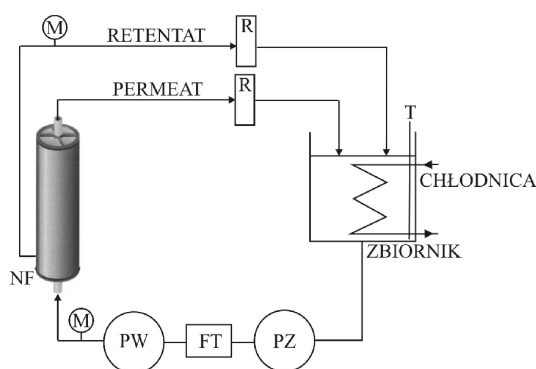 M
RETENTAT
R
PERMEAT
R
T
CHŁODNICA
ZBIORNIK
NF
M
PW
FT
PZ